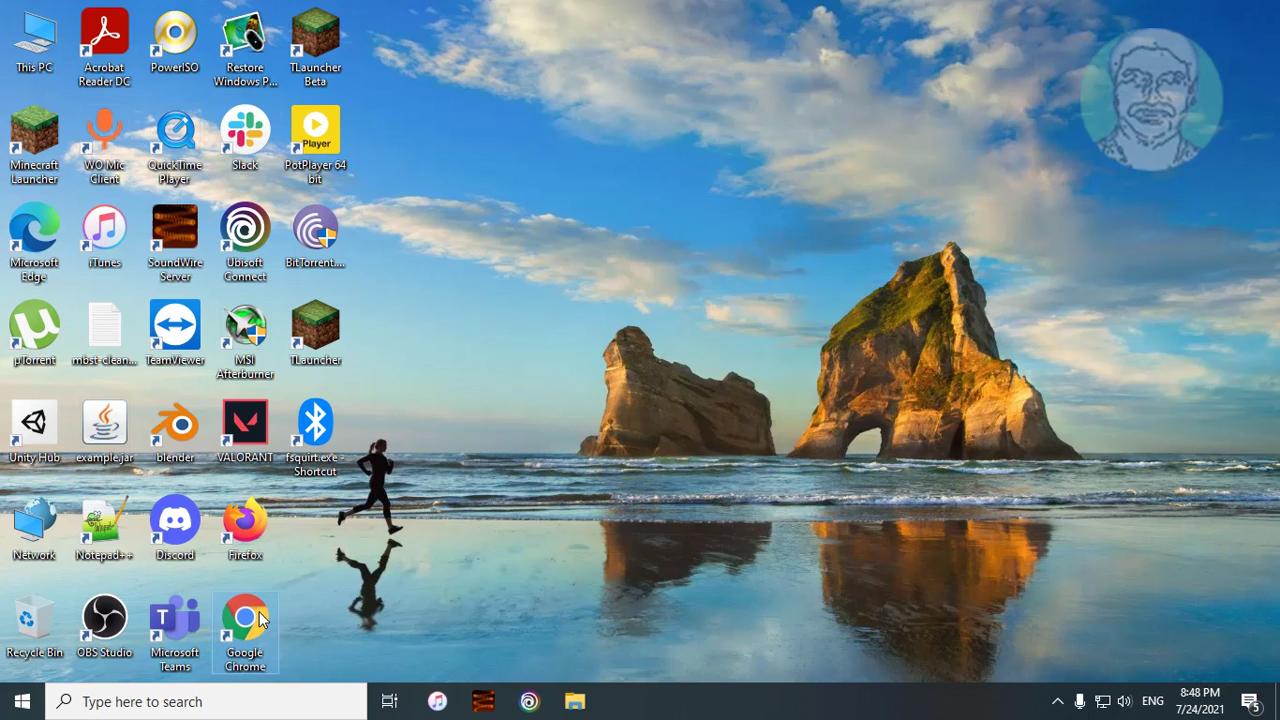 This PC
Acrobat
Reader DC
PowerISO
Restore
Windows P...
TLauncher
Beta
Minecraft
Launcher
WO Mic
Client
QuickTime
Player
Slack
Player
PotPlayer 64
bit
Microsoft
Edge
iTunes
SoundWire
Server
Ubisoft
Connect
BitTorrent....
µTorrent
mbst-clean...
TeamViewer
MSI
Afterburner
TLauncher
Unity Hub
example.jar
blender
VALORANT
fsquirt.exe -
Shortcut
Network
Notepad++
Discord
Firefox
Recycle Bin
OBS Studio
T
Microsoft
Teams
Google
Chrome
Type here to search
ENG
8:48 PM
7/24/2021
5